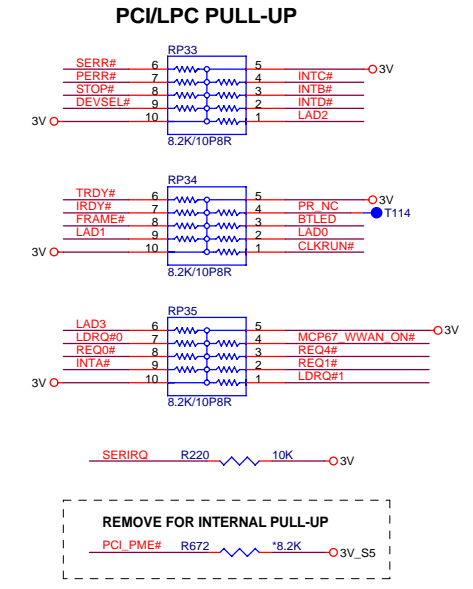 PCI/LPC PULL-UP
RP33
SERR# 6 5 3V
PERR# 7 4 INTC#
STOP# 8 3 INTB#
DEVSEL# 9 2 INTD#
3V 10 1 LAD2
8.2K/10P8R
RP34
TRDY# 6 5 3V
IRDY# 7 4 PR_NC T114
FRAME# 8 3 BTLED
LAD1 9 2 LAD0
3V 10 1 CLKRUN#
8.2K/10P8R
RP35
LAD3 6 5 3V
LDRQ#0 7 4 MCP67_WWAN_ON#
REQ0# 8 3 REQ4#
INTA# 9 2 REQ1#
3V 10 1 LDRQ#1
8.2K/10P8R
SERIRQ R220 10K 3V
REMOVE FOR INTERNAL PULL-UP
PCI_PME# R672 *8.2K 3V_S5